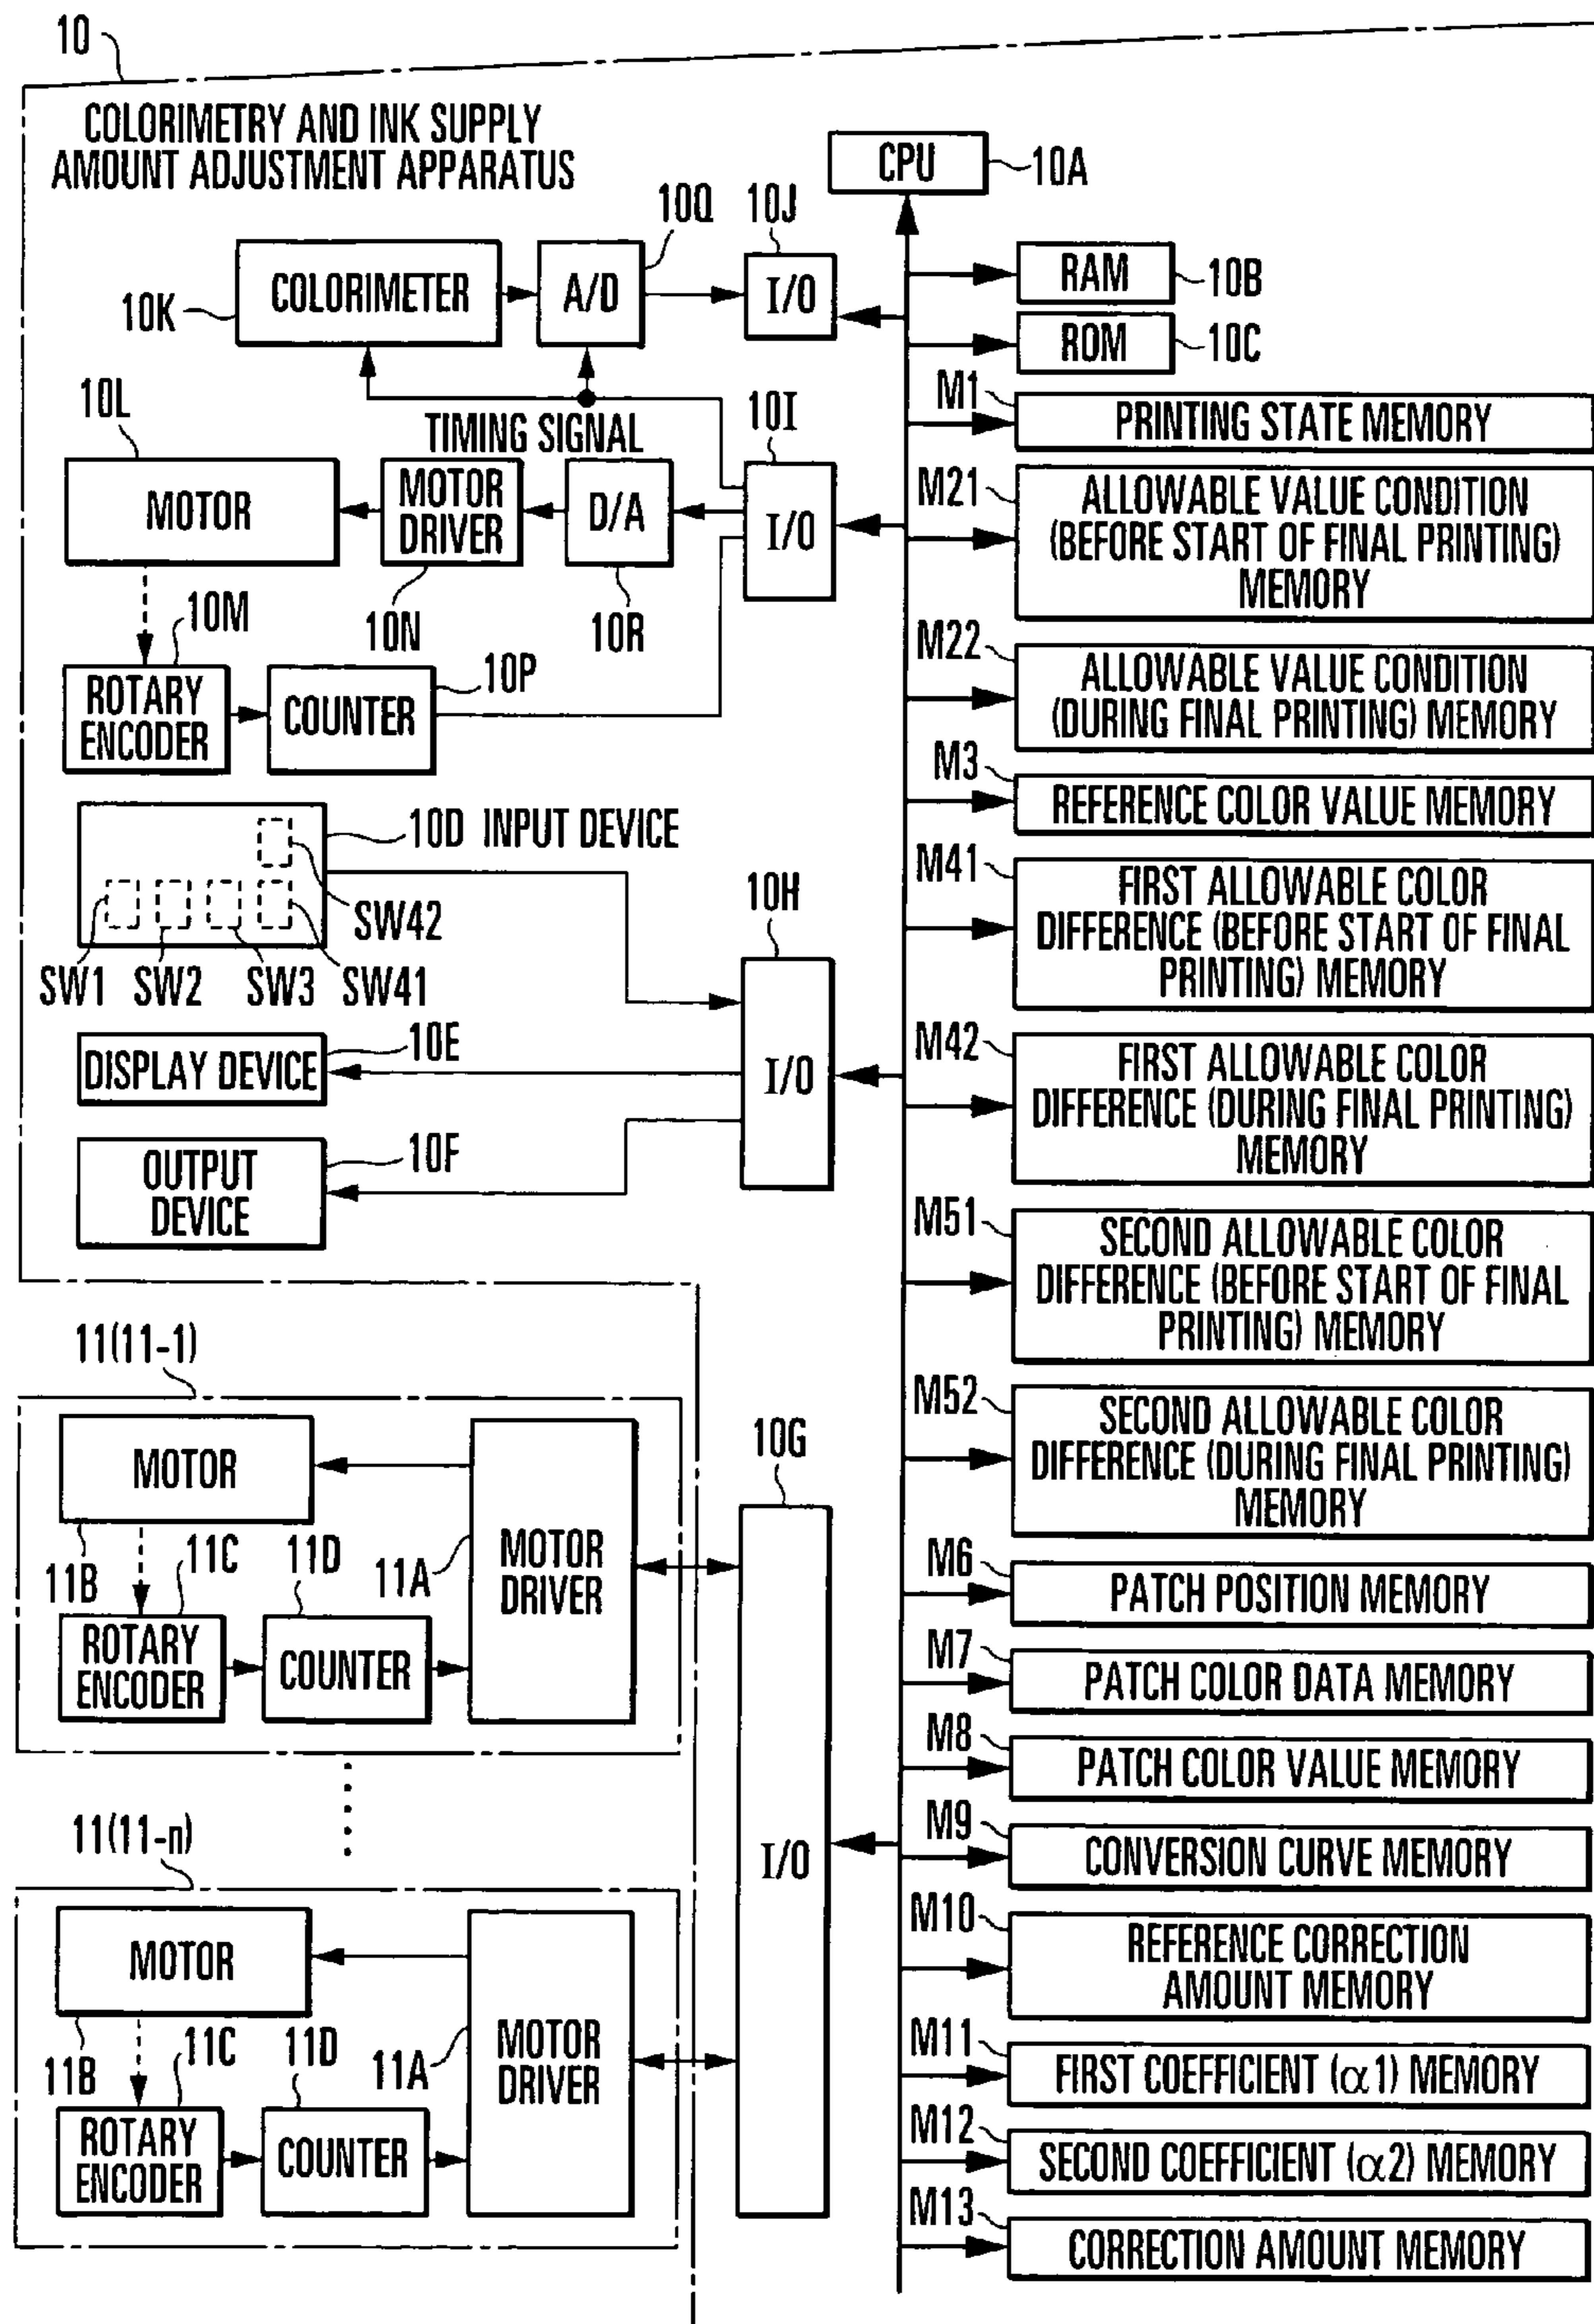 10
COLORIMETRY AND INK SUPPLY
AMOUNT ADJUSTMENT APPARATUS
CPU
10A
10Q
10J
10K
COLORIMETER
A/D
I/O
RAM
10B
ROM
10C
10L
TIMING SIGNAL
10I
M1
PRINTING STATE MEMORY
MOTOR
MOTOR
DRIVER
D/A
I/O
M21
ALLOWABLE VALUE CONDITION
(BEFORE START OF FINAL PRINTING)
MEMORY
10M
10N
10R
10P
ROTARY
ENCODER
COUNTER
M22
ALLOWABLE VALUE CONDITION
(DURING FINAL PRINTING) MEMORY
M3
REFERENCE COLOR VALUE MEMORY
10D INPUT DEVICE
SW42
SW1 SW2 SW3 SW41
10H
I/O
M41
FIRST ALLOWABLE COLOR
DIFFERENCE (BEFORE START OF FINAL
PRINTING) MEMORY
10E
DISPLAY DEVICE
M42
FIRST ALLOWABLE COLOR
DIFFERENCE (DURING FINAL PRINTING)
MEMORY
10F
OUTPUT
DEVICE
M51
SECOND ALLOWABLE COLOR
DIFFERENCE (BEFORE START OF FINAL
PRINTING) MEMORY
11(11-1)
MOTOR
11B
11C
11D
11A
MOTOR
DRIVER
ROTARY
ENCODER
COUNTER
10G
I/O
M52
SECOND ALLOWABLE COLOR
DIFFERENCE (DURING FINAL PRINTING)
MEMORY
M6
PATCH POSITION MEMORY
M7
PATCH COLOR DATA MEMORY
M8
PATCH COLOR VALUE MEMORY
M9
CONVERSION CURVE MEMORY
11(11-n)
MOTOR
11B
11C
11D
11A
MOTOR
DRIVER
ROTARY
ENCODER
COUNTER
M10
REFERENCE CORRECTION
AMOUNT MEMORY
M11
FIRST COEFFICIENT (α1) MEMORY
M12
SECOND COEFFICIENT (α2) MEMORY
M13
CORRECTION AMOUNT MEMORY